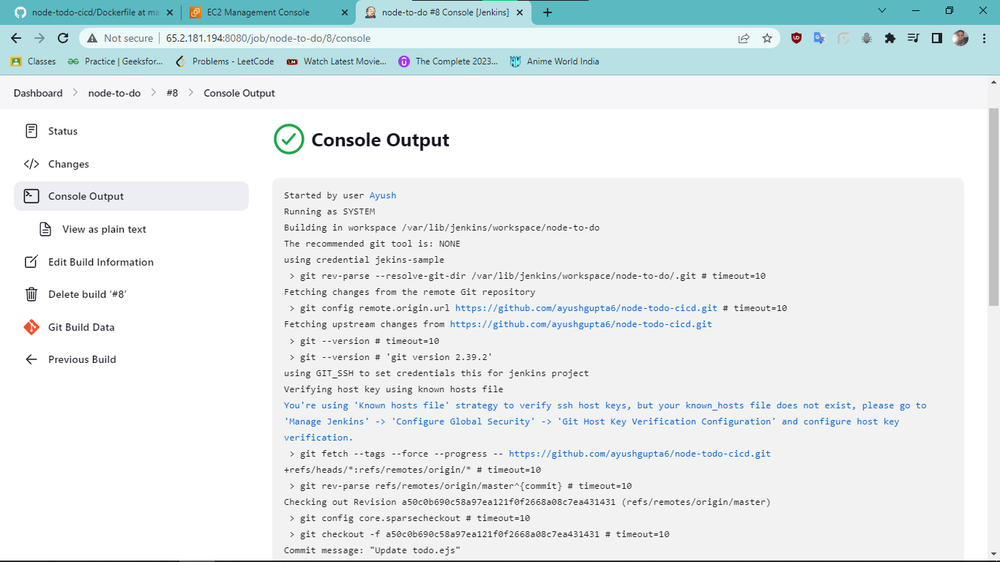 node-todo-cicd/Dockerfile at ma
EC2 Management Console
node-to-do #8 Console [Jenkins]
Not secure
65.2.181.194:8080/job/node-to-do/8/console
Classes
Practice | Geeksfor...
Problems - LeetCode
LM
Watch Latest Movie...
The Complete 2023...
Anime World India
Dashboard
node-to-do
#8
Console Output
Status
Changes
Console Output
View as plain text
Edit Build Information
Delete build ‘#8’
Git Build Data
Previous Build
Console Output
Started by user Ayush
Running as SYSTEM
Building in workspace /var/lib/jenkins/workspace/node-to-do
The recommended git tool is: NONE
using credential jekins-sample
> git rev-parse --resolve-git-dir /var/lib/jenkins/workspace/node-to-do/.git # timeout=10
Fetching changes from the remote Git repository
> git config remote.origin.url https://github.com/ayushgupta6/node-todo-cicd.git # timeout=10
Fetching upstream changes from https://github.com/ayushgupta6/node-todo-cicd.git
> git --version # timeout=10
> git --version # 'git version 2.39.2'
using GIT_SSH to set credentials this for jenkins project
Verifying host key using known hosts file
You're using 'Known hosts file' strategy to verify ssh host keys, but your known_hosts file does not exist, please go to
'Manage Jenkins' -> 'Configure Global Security' -> 'Git Host Key Verification Configuration' and configure host key
verification.
> git fetch --tags --force --progress -- https://github.com/ayushgupta6/node-todo-cicd.git
+refs/heads/*:refs/remotes/origin/* # timeout=10
> git rev-parse refs/remotes/origin/master^{commit} # timeout=10
Checking out Revision a50c0b690c58a97ea121f0f2668a08c7ea431431 (refs/remotes/origin/master)
> git config core.sparsecheckout # timeout=10
> git checkout -f a50c0b690c58a97ea121f0f2668a08c7ea431431 # timeout=10
Commit message: "Update todo.ejs"